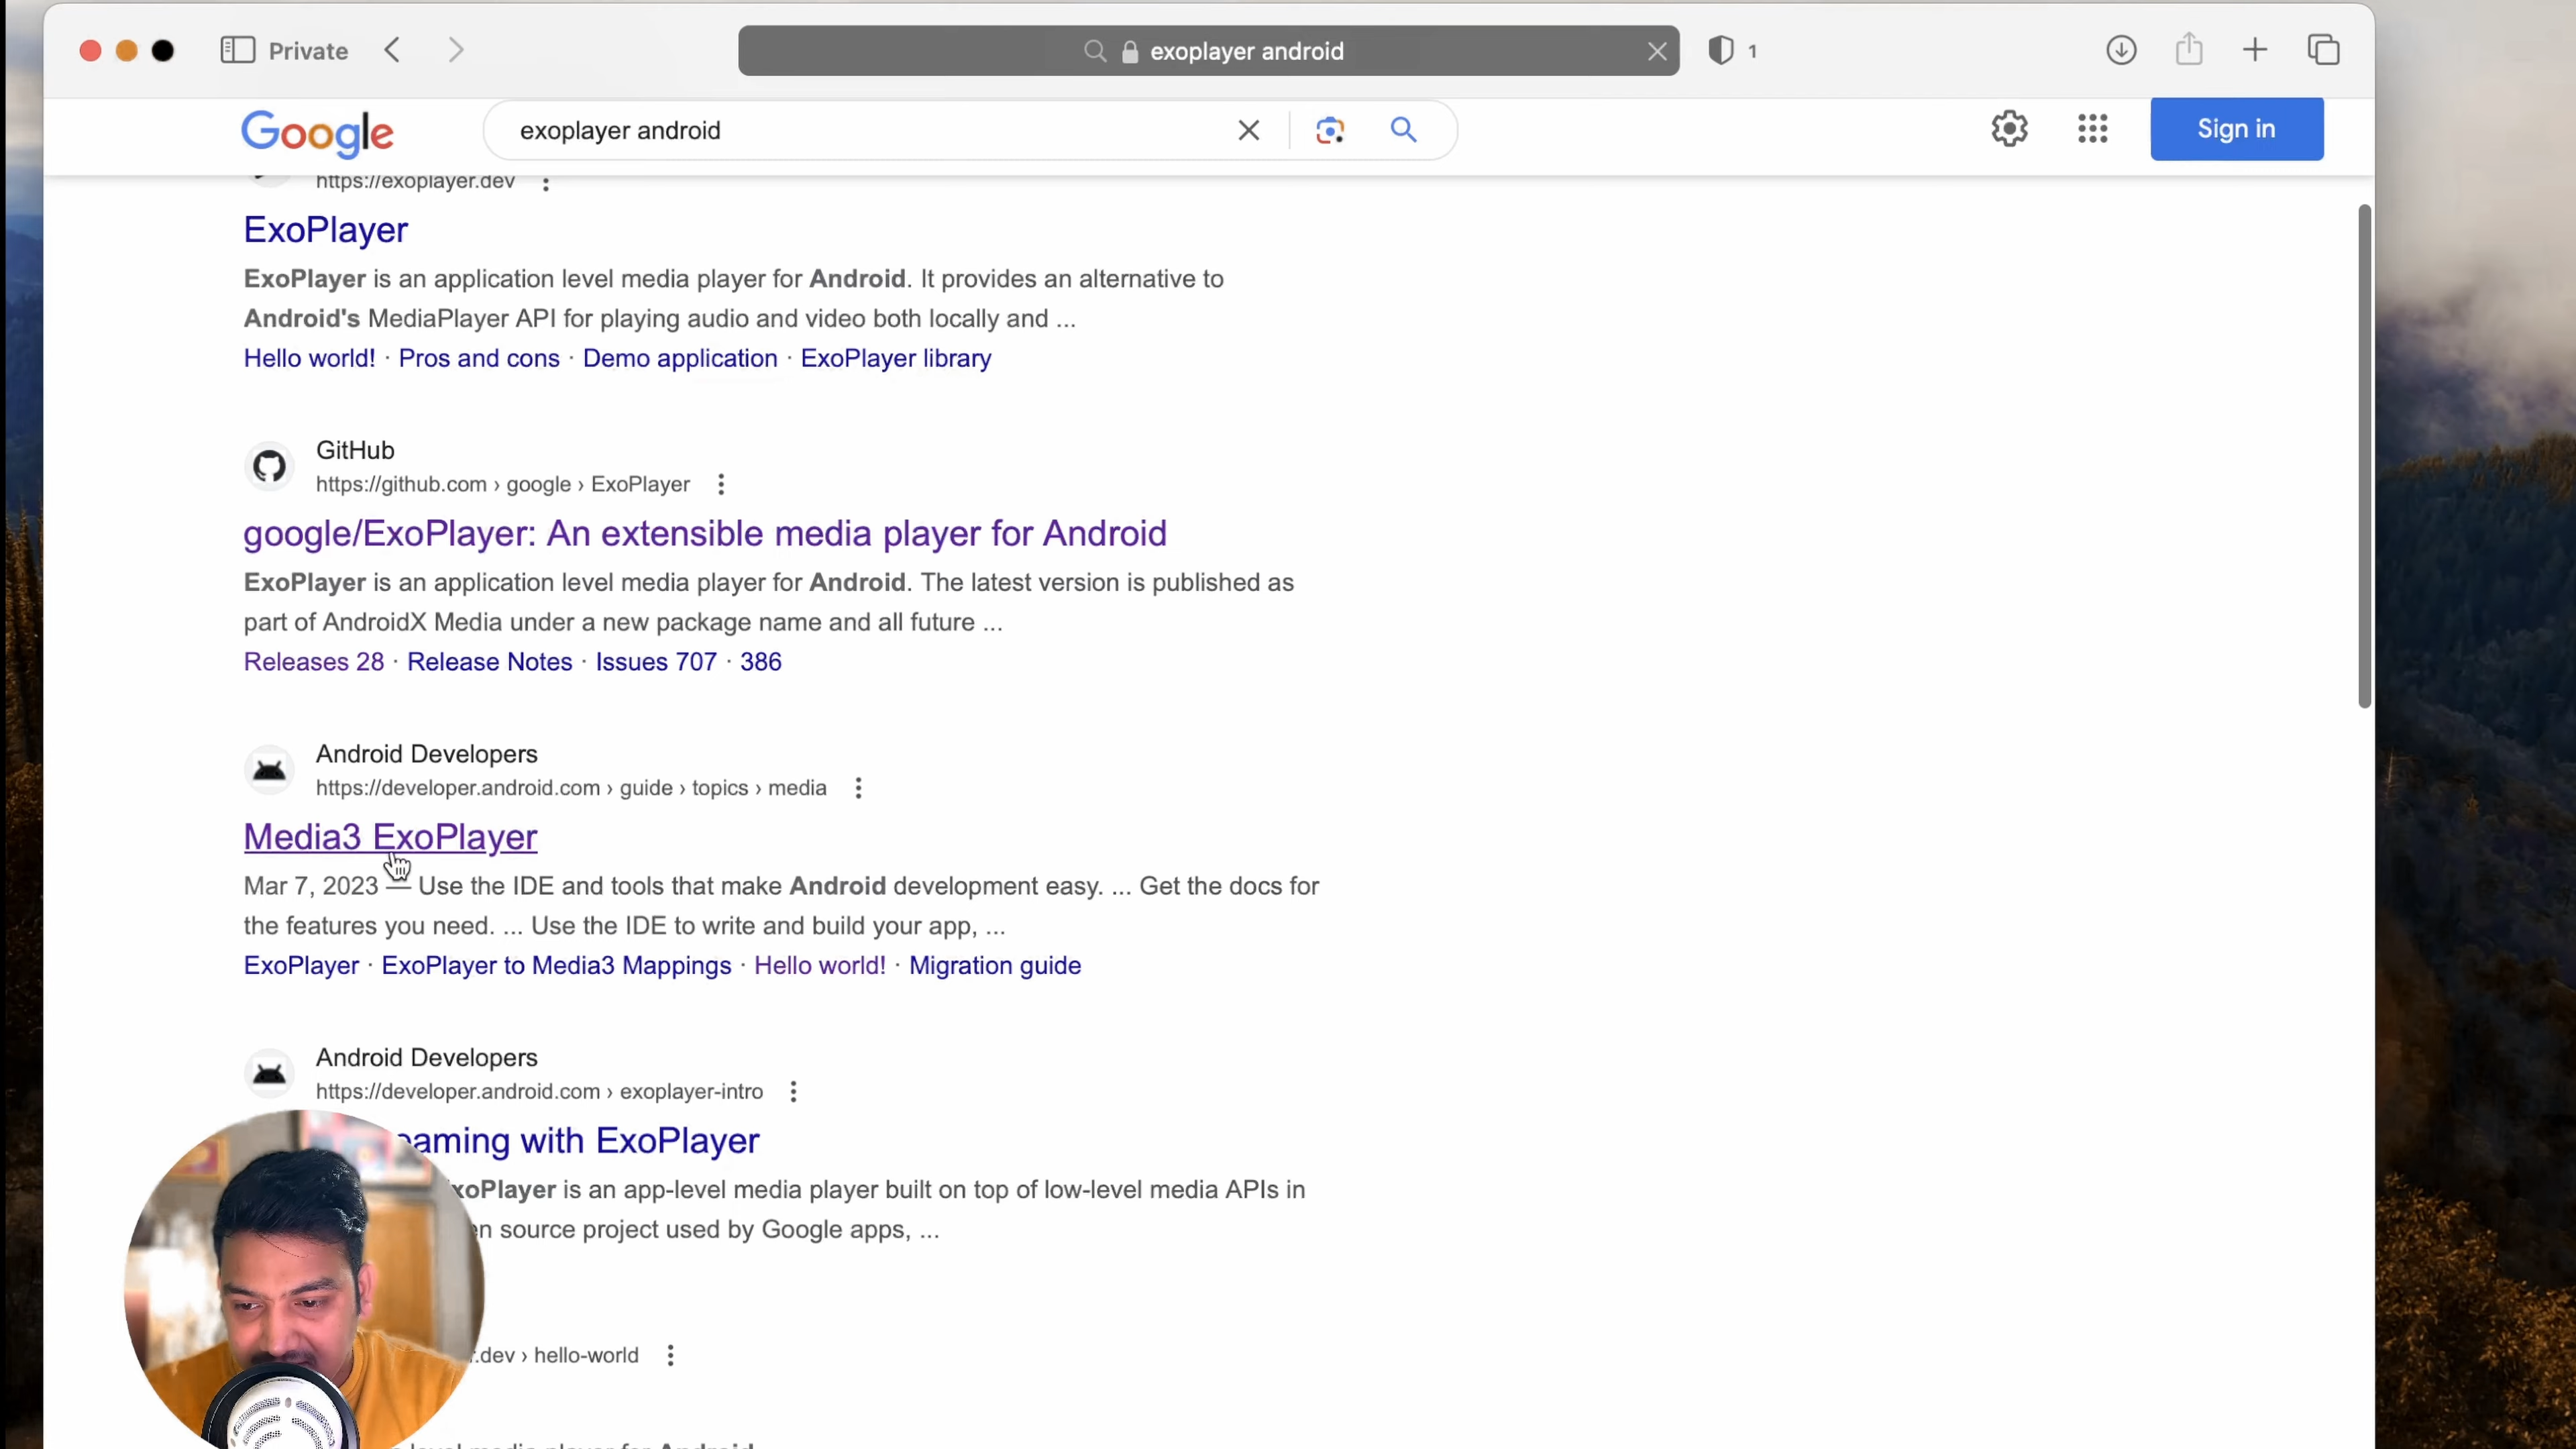 Private
exoplayer android
1
Google
exoplayer android
Sign in
https://exoplayer.dev
ExoPlayer
ExoPlayer is an application level media player for Android. It provides an alternative to
Android's MediaPlayer API for playing audio and video both locally and ...
Hello world! · Pros and cons · Demo application · ExoPlayer library
GitHub
https://github.com › google › ExoPlayer
google/ExoPlayer: An extensible media player for Android
ExoPlayer is an application level media player for Android. The latest version is published as
part of AndroidX Media under a new package name and all future ...
Releases 28 · Release Notes · Issues 707 · 386
Android Developers
https://developer.android.com › guide › topics › media
Media3 ExoPlayer
Mar 7, 2023 — Use the IDE and tools that make Android development easy. ... Get the docs for
the features you need. ... Use the IDE to write and build your app, ...
ExoPlayer · ExoPlayer to Media3 Mappings · Hello world! · Migration guide
Android Developers
https://developer.android.com › exoplayer-intro
eaming with ExoPlayer
xoPlayer is an app-level media player built on top of low-level media APIs in
n source project used by Google apps, ...
.dev › hello-world
level media player for Android